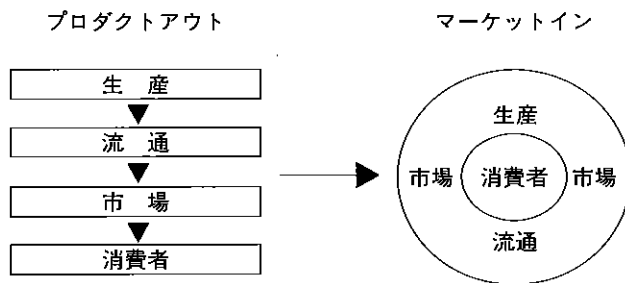 プロダクトアウト
生 産
流 通
市 場
消費者
マーケットイン
生産
市場 消費者 市場
流通